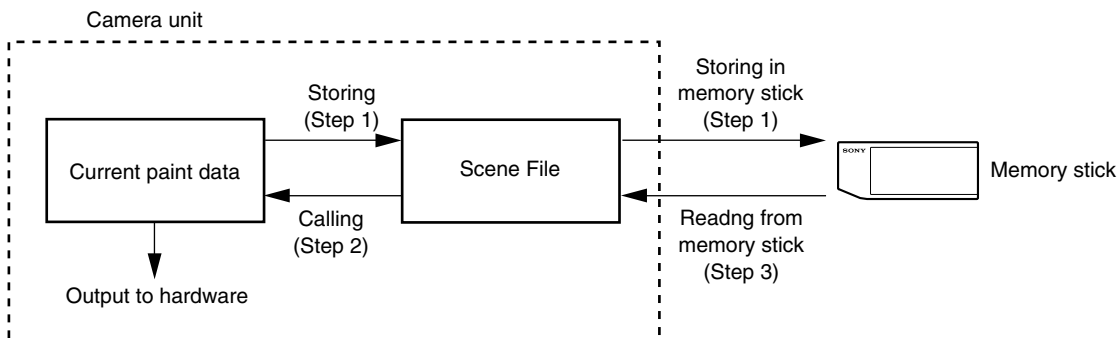 Camera unit
Storing
(Step 1)
Storing in
memory stick
(Step 1)
Current paint data
Scene File
SONY
Memory stick
Calling
(Step 2)
Readng from
memory stick
(Step 3)
Output to hardware